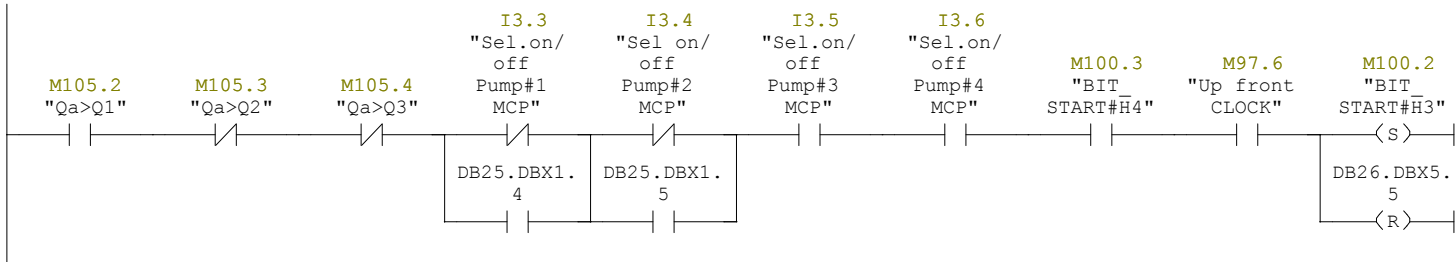 I3.3
"Sel.on/
off
Pump#1
MCP"
I3.4
"Sel on/
off
Pump#2
MCP"
I3.5
"Sel.on/
off
Pump#3
MCP"
I3.6
"Sel.on/
off
Pump#4
MCP"
M105.2
"Qa>Q1"
M105.3
"Qa>Q2"
M105.4
"Qa>Q3"
M100.3
"BIT_
START#H4"
M97.6
"Up front
CLOCK"
M100.2
"BIT_
START#H3"
S
DB25.DBX1.
4
DB25.DBX1.
5
DB26.DBX5.
5
R